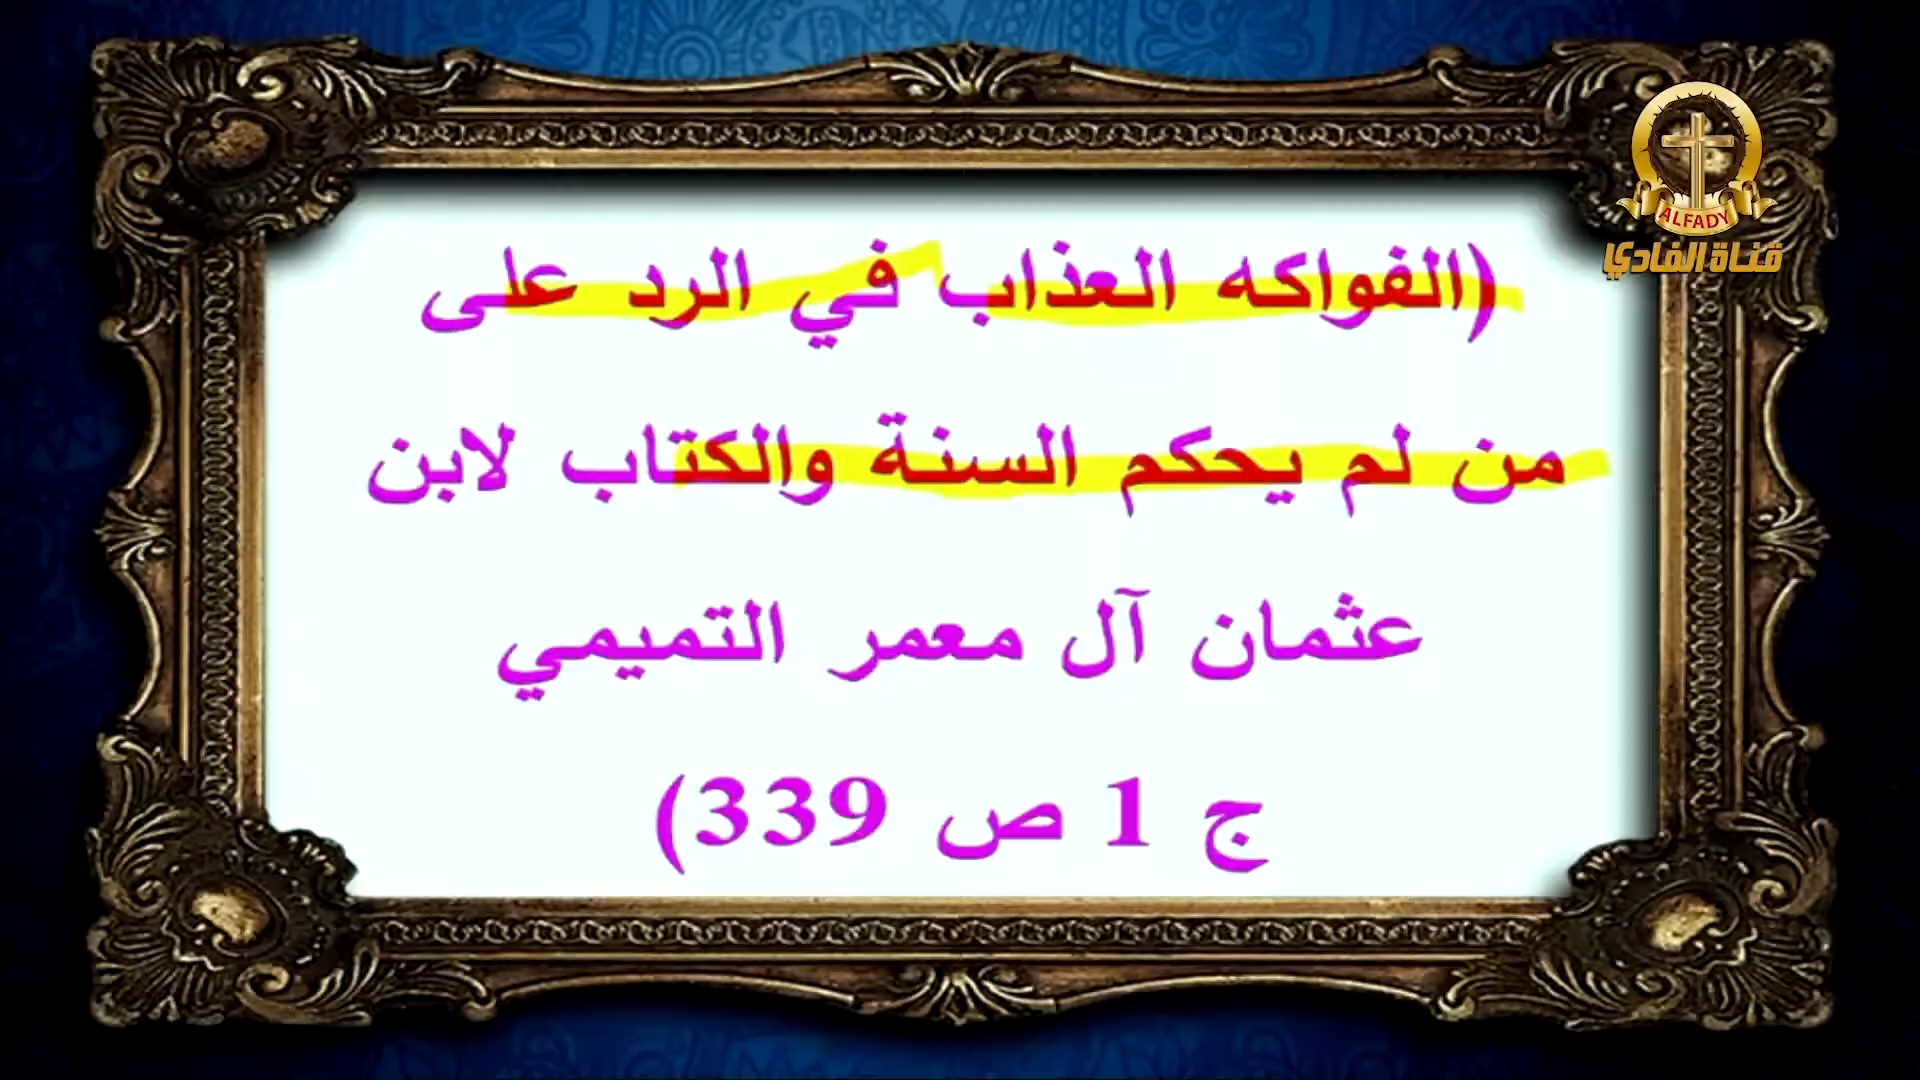 ALFADY
قناة الفادي
(الفواكه العذاب في الرد على
من لم يحكم السنة والكتاب لابن
عثمان آل معمر التميمي
ج 1 ص 339)